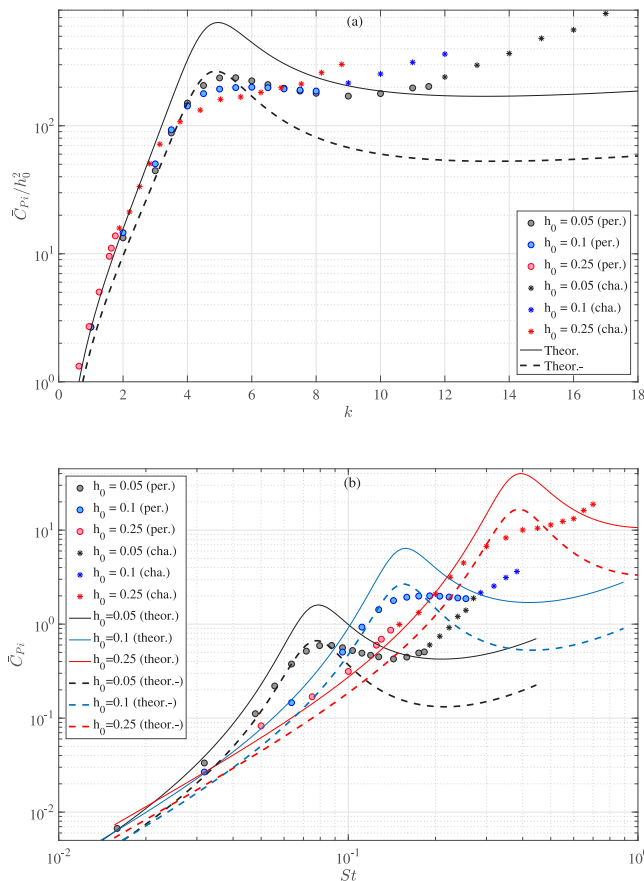 (a)
10^2
10^1
10^0
C̄_{Pi}/h_0^2
0 2 4 6 8 10 12 14 16 18
k
h_0 = 0.05 (per.)
h_0 = 0.1 (per.)
h_0 = 0.25 (per.)
h_0 = 0.05 (cha.)
h_0 = 0.1 (cha.)
h_0 = 0.25 (cha.)
Theor.
Theor.-
(b)
h_0 = 0.05 (per.)
h_0 = 0.1 (per.)
h_0 = 0.25 (per.)
h_0 = 0.05 (cha.)
h_0 = 0.1 (cha.)
h_0 = 0.25 (cha.)
h_0=0.05 (theor.)
h_0=0.1 (theor.)
h_0=0.25 (theor.)
h_0=0.05 (theor.-)
h_0=0.1 (theor.-)
h_0=0.25 (theor.-)
10^1
10^0
10^{-1}
10^{-2}
C̄_{Pi}
10^{-2} 10^{-1} 10^0
St